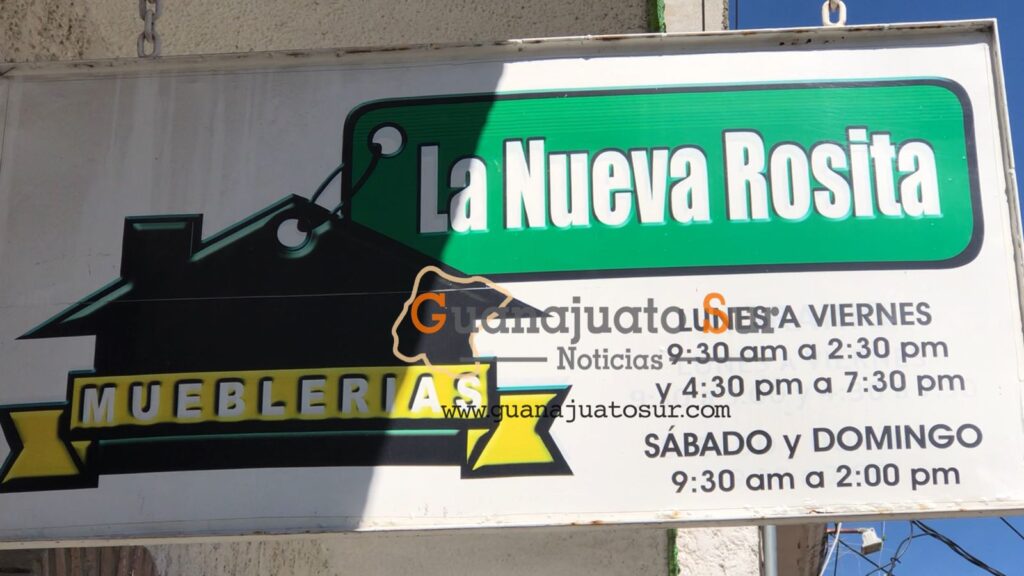 La Nueva Rosita
MUEBLERIAS
Guanajuato Sur
Noticias
www.guanajuatosur.com
LUNES A VIERNES
9:30 am a 2:30 pm
y 4:30 pm a 7:30 pm
SÁBADO y DOMINGO
9:30 am a 2:00 pm